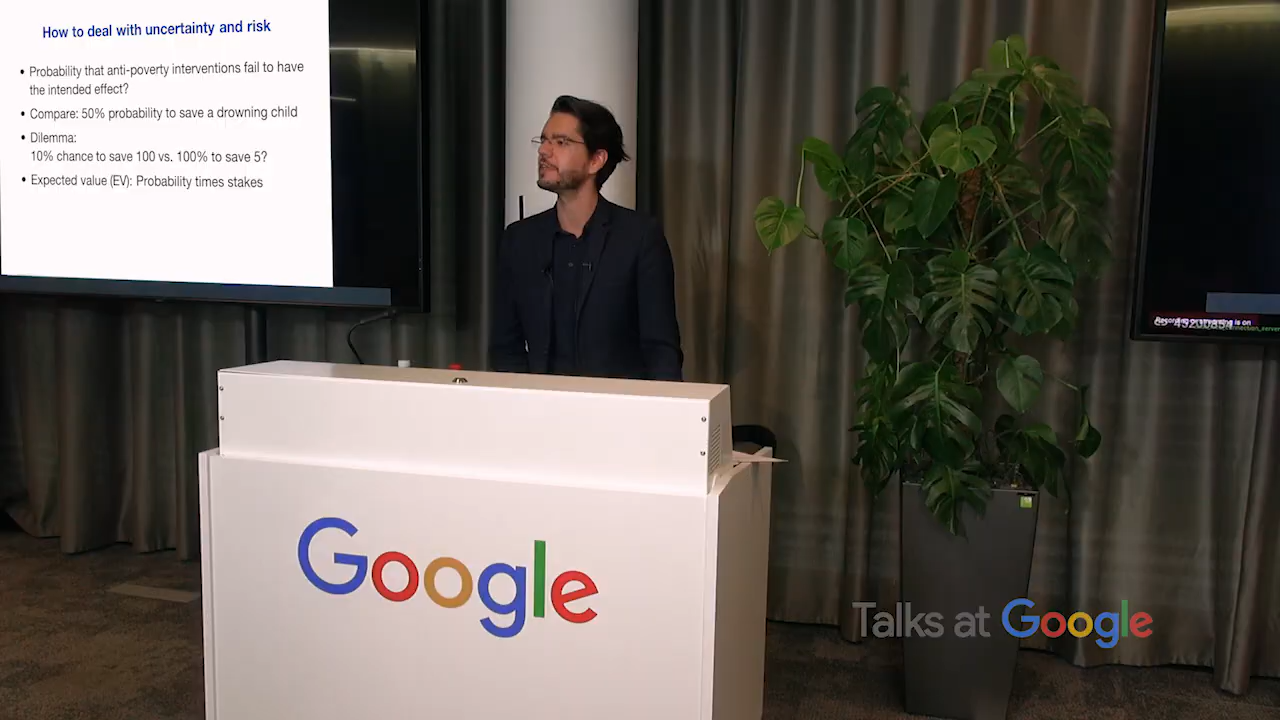 How to deal with uncertainty and risk
• Probability that anti-poverty interventions fail to have
the intended effect?
• Compare: 50% probability to save a drowning child
• Dilemma:
10% chance to save 100 vs. 100% to save 5?
• Expected value (EV): Probability times stakes
Google
Talks at Google